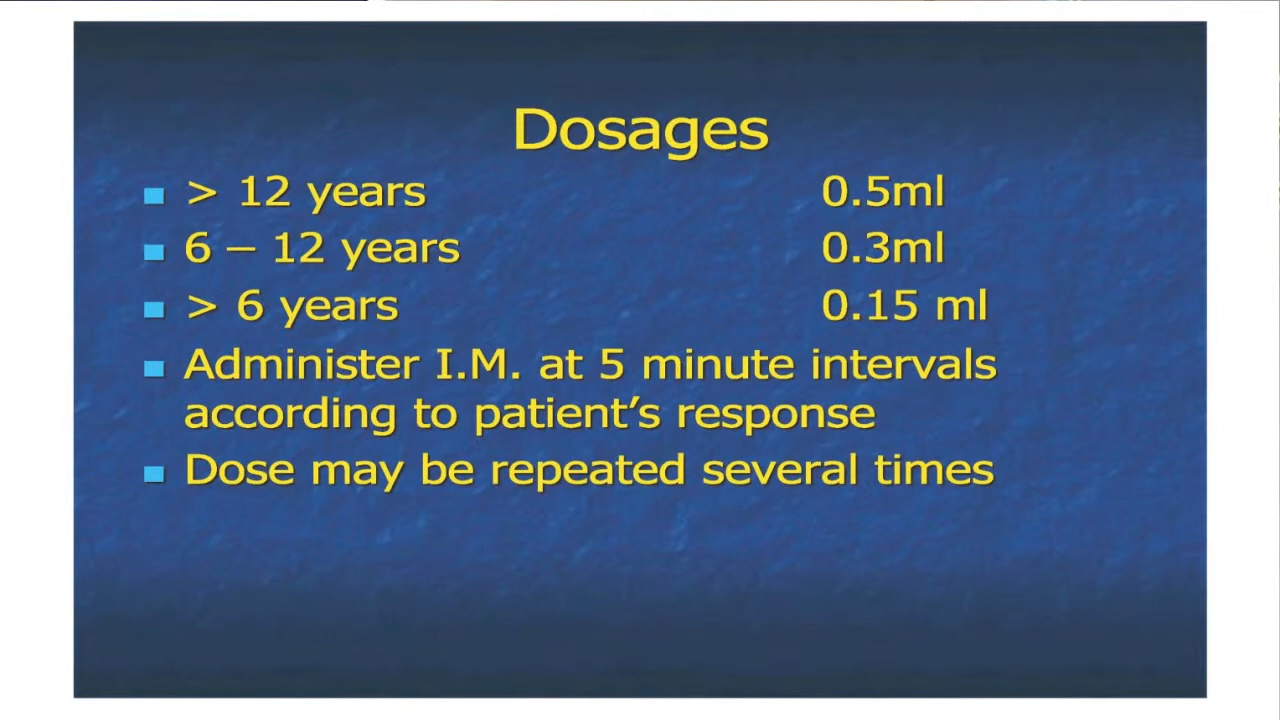 Dosages
> 12 years 0.5ml
6 – 12 years 0.3ml
> 6 years 0.15 ml
Administer I.M. at 5 minute intervals
according to patient’s response
Dose may be repeated several times